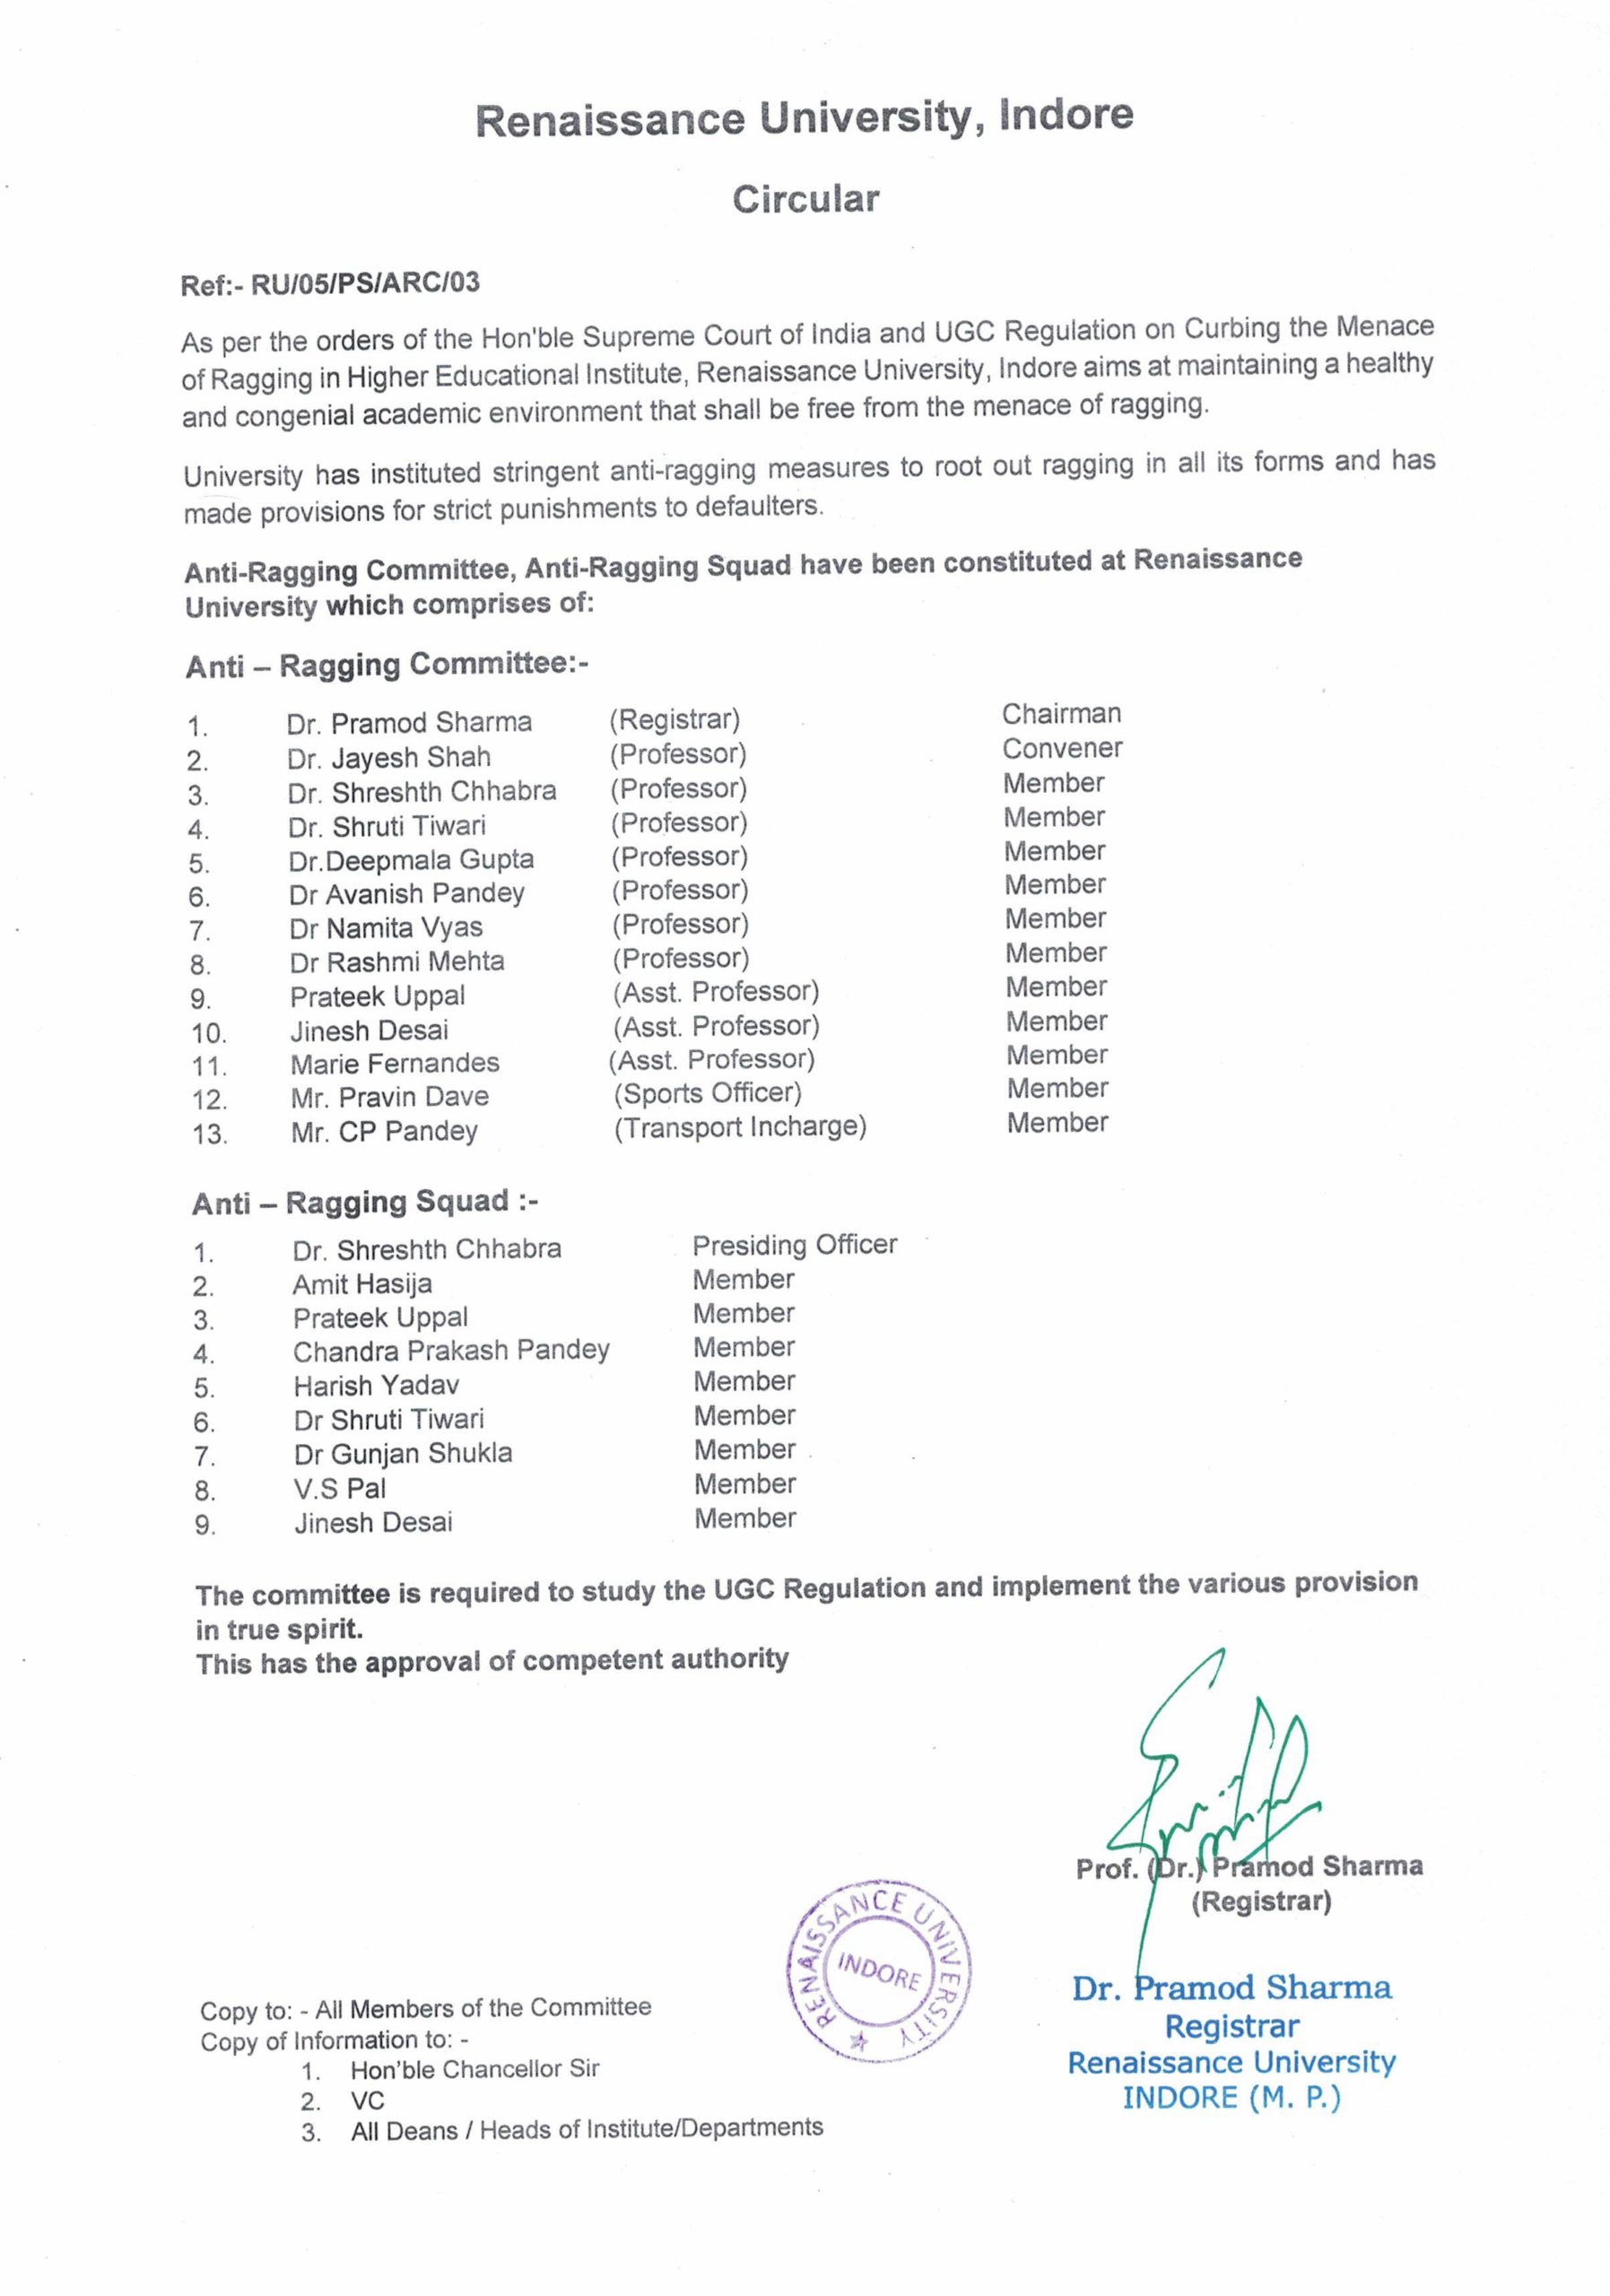 Renaissance University, Indore
Circular
Ref:- RU/05/PS/ARC/03
As per the orders of the Hon'ble Supreme Court of India and UGC Regulation on Curbing the Menace
of Ragging in Higher Educational Institute, Renaissance University, Indore aims at maintaining a healthy
and congenial academic environment that shall be free from the menace of ragging.
University has instituted stringent anti-ragging measures to root out ragging in all its forms and has
made provisions for strict punishments to defaulters.
Anti-Ragging Committee, Anti-Ragging Squad have been constituted at Renaissance
University which comprises of:
Anti – Ragging Committee:-
1. Dr. Pramod Sharma (Registrar) Chairman
2. Dr. Jayesh Shah (Professor) Convener
3. Dr. Shreshth Chhabra (Professor) Member
4. Dr. Shruti Tiwari (Professor) Member
5. Dr.Deepmala Gupta (Professor) Member
6. Dr Avanish Pandey (Professor) Member
7. Dr Namita Vyas (Professor) Member
8. Dr Rashmi Mehta (Professor) Member
9. Prateek Uppal (Asst. Professor) Member
10. Jinesh Desai (Asst. Professor) Member
11. Marie Fernandes (Asst. Professor) Member
12. Mr. Pravin Dave (Sports Officer) Member
13. Mr. CP Pandey (Transport Incharge) Member
Anti – Ragging Squad :-
1. Dr. Shreshth Chhabra Presiding Officer
2. Amit Hasija Member
3. Prateek Uppal Member
4. Chandra Prakash Pandey Member
5. Harish Yadav Member
6. Dr Shruti Tiwari Member
7. Dr Gunjan Shukla Member
8. V.S Pal Member
9. Jinesh Desai Member
The committee is required to study the UGC Regulation and implement the various provision
in true spirit.
This has the approval of competent authority
Prof. (Dr.) Pramod Sharma
(Registrar)
RENAISSANCE UNIVERSITY
INDORE
Dr. Pramod Sharma
Registrar
Renaissance University
INDORE (M. P.)
Copy to: - All Members of the Committee
Copy of Information to: -
1. Hon'ble Chancellor Sir
2. VC
3. All Deans / Heads of Institute/Departments